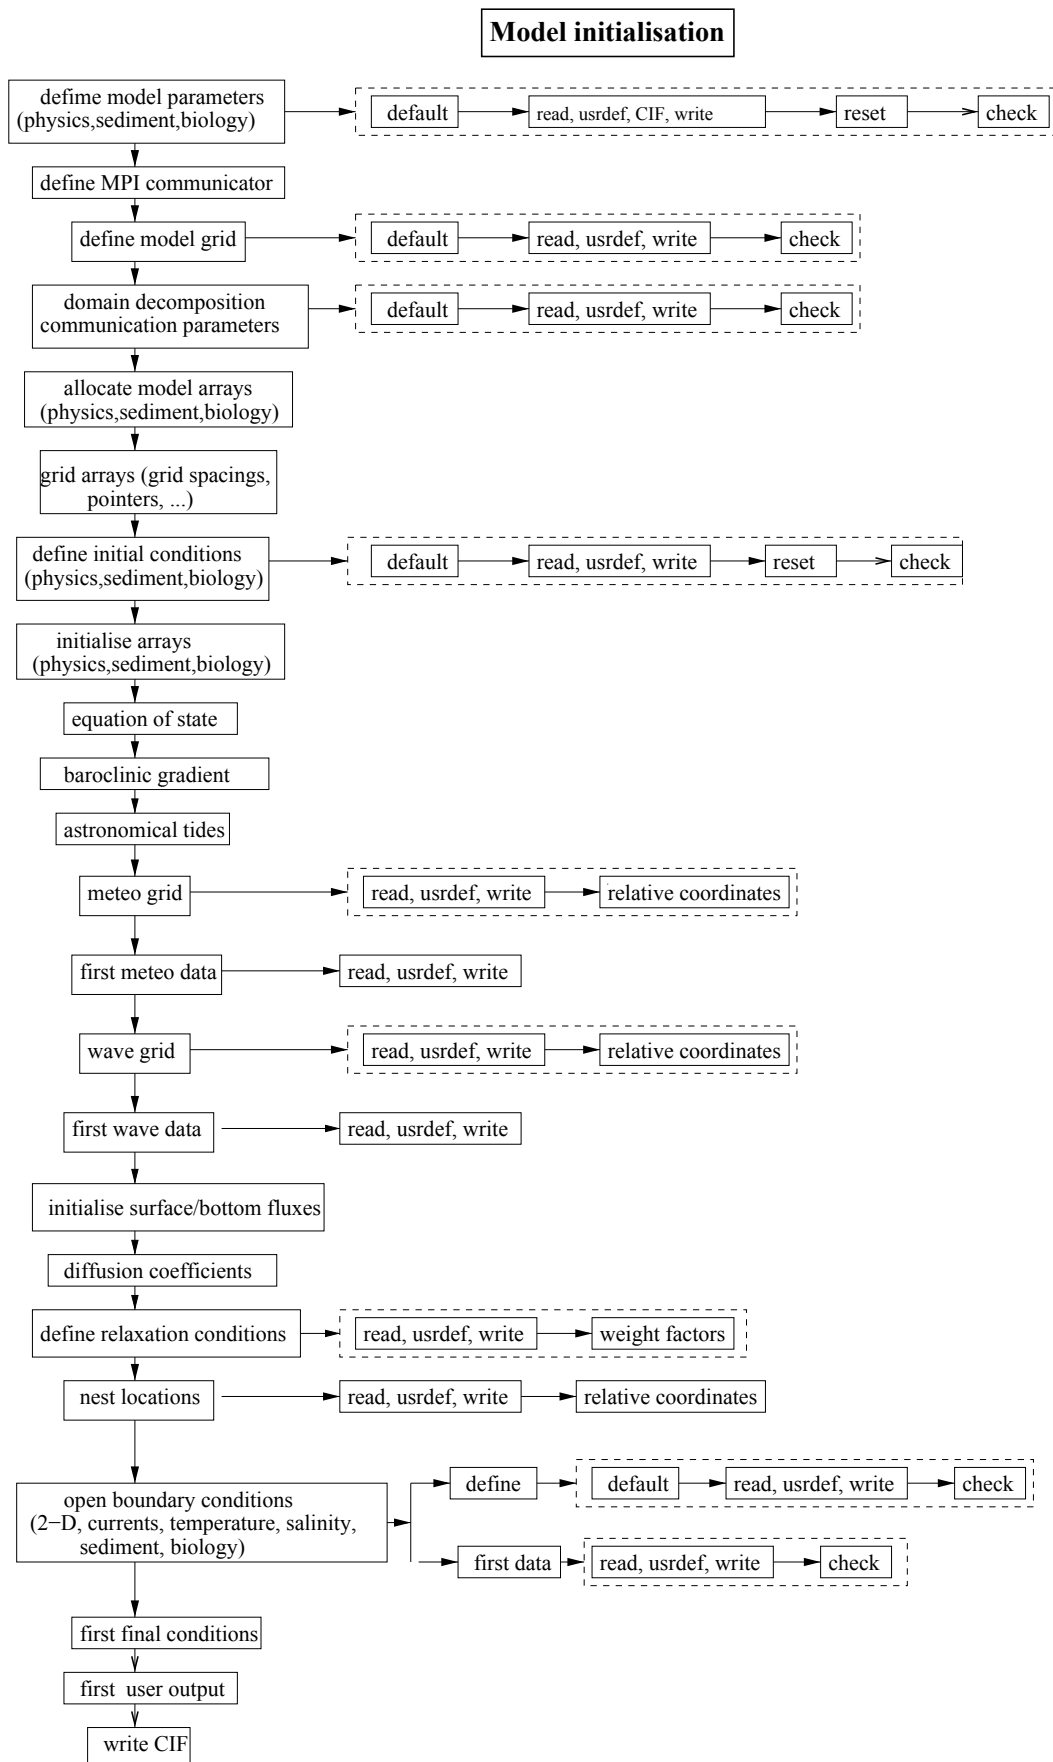 Model initialisation
defime model parameters
(physics,sediment,biology)
default
read, usrdef, CIF, write
reset
check
define MPI communicator
define model grid
default
read, usrdef, write
check
domain decomposition
communication parameters
default
read, usrdef, write
check
allocate model arrays
(physics,sediment,biology)
grid arrays (grid spacings,
pointers, ...)
define initial conditions
(physics,sediment,biology)
default
read, usrdef, write
reset
check
initialise arrays
(physics,sediment,biology)
equation of state
baroclinic gradient
astronomical tides
meteo grid
read, usrdef, write
relative coordinates
first meteo data
read, usrdef, write
wave grid
read, usrdef, write
relative coordinates
first wave data
read, usrdef, write
initialise surface/bottom fluxes
diffusion coefficients
define relaxation conditions
read, usrdef, write
weight factors
nest locations
read, usrdef, write
relative coordinates
open boundary conditions
(2−D, currents, temperature, salinity,
sediment, biology)
define
default
read, usrdef, write
check
first data
read, usrdef, write
check
first final conditions
first user output
write CIF